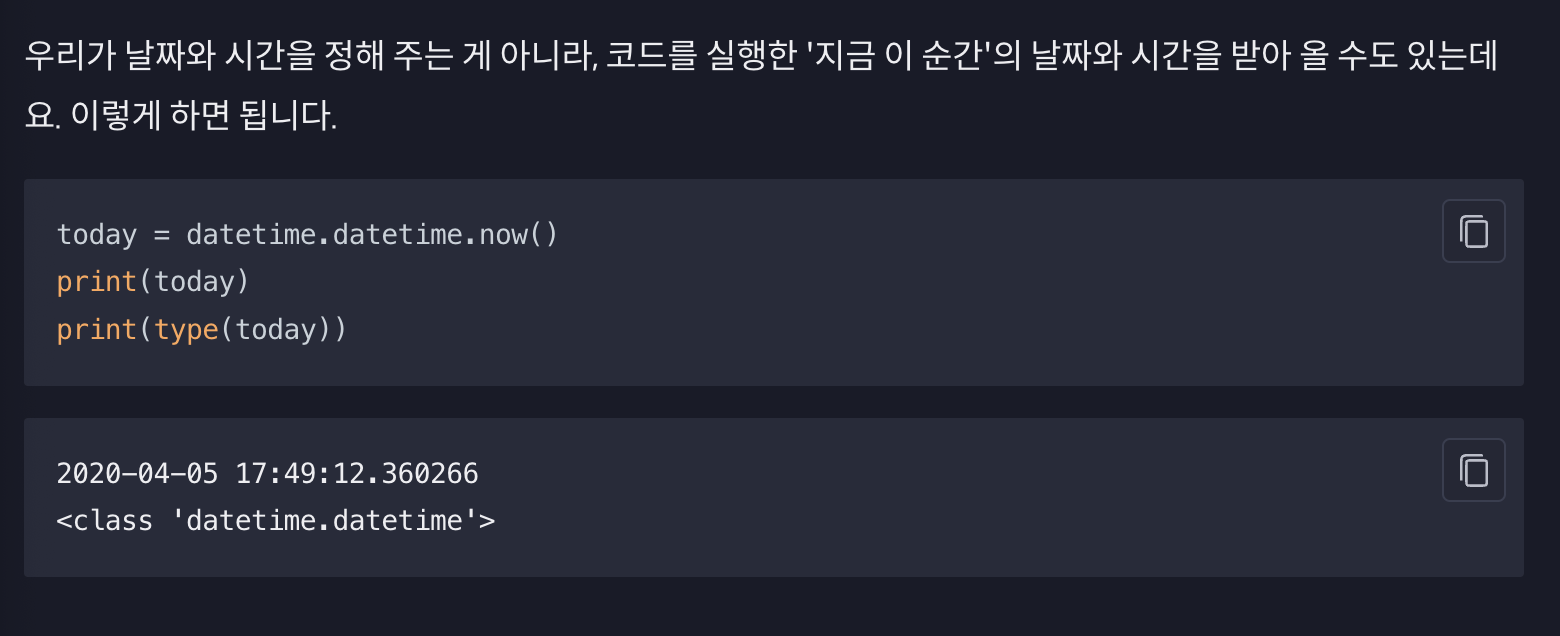 우리가 날짜와 시간을 정해 주는 게 아니라, 코드를 실행한 '지금 이 순간'의 날짜와 시간을 받아 올 수도 있는데
요. 이렇게 하면 됩니다.
today = datetime.datetime.now()
print(today)
print(type(today))
2020-04-05 17:49:12.360266
<class 'datetime.datetime'>